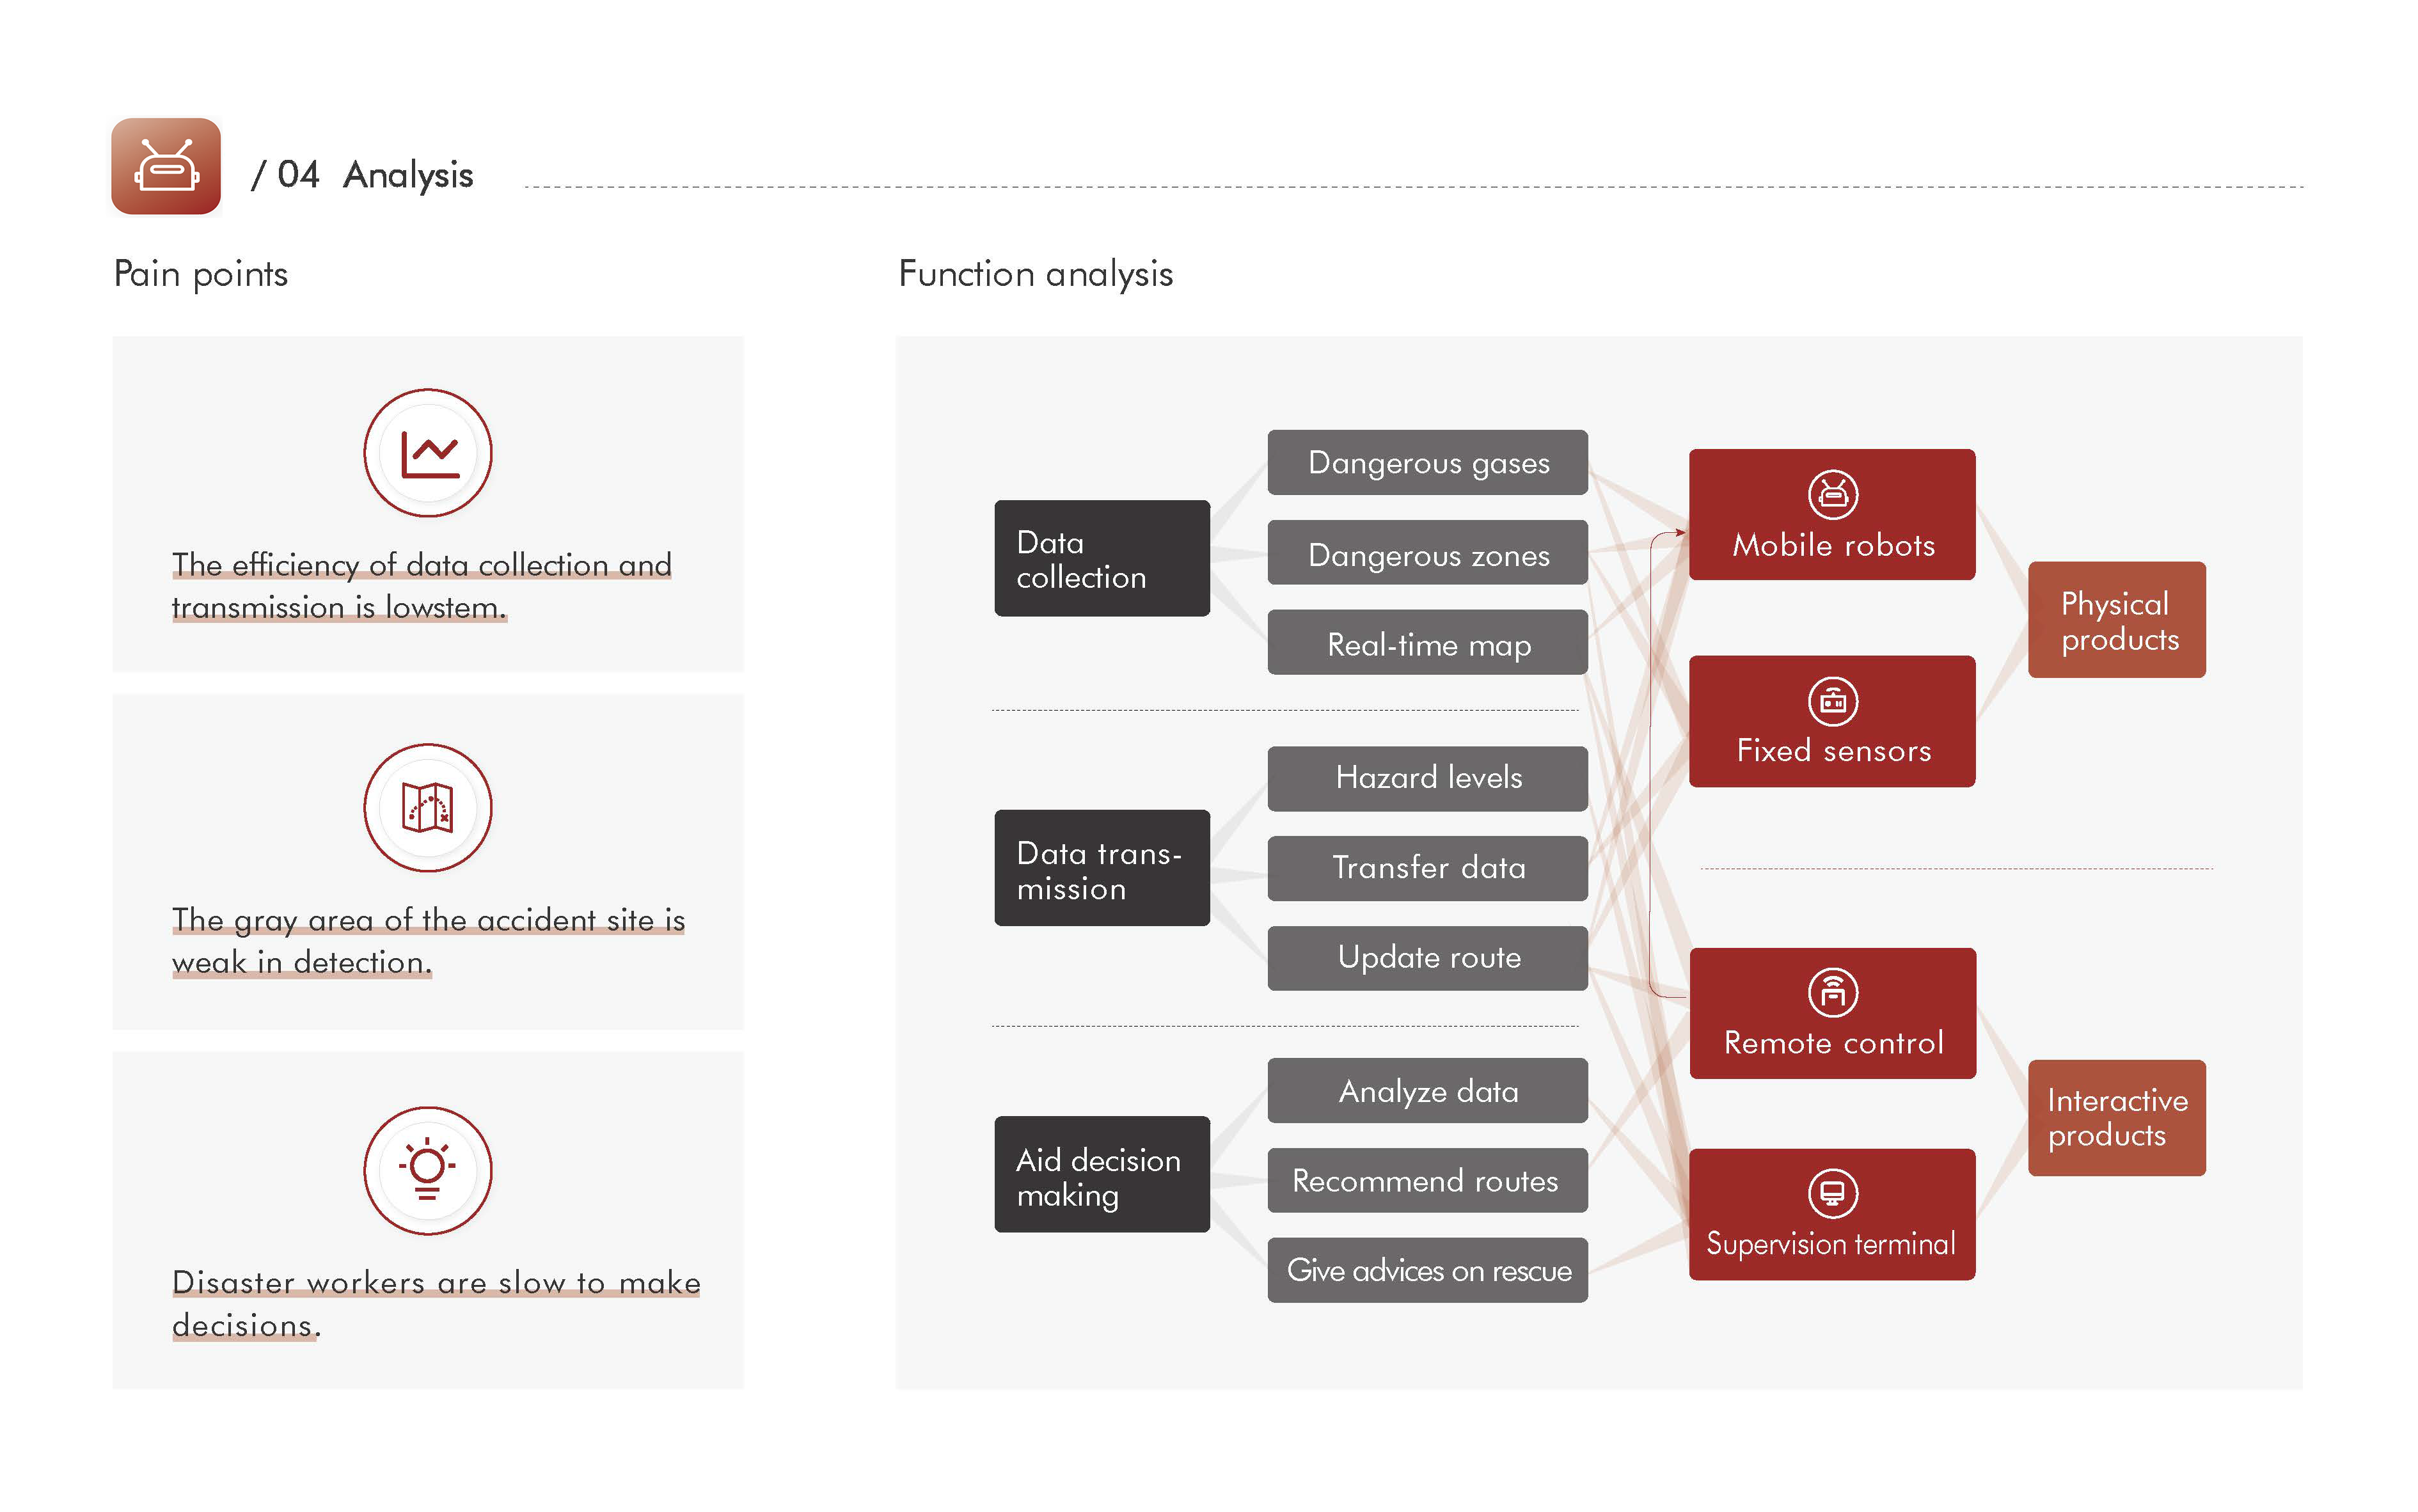 / 04 Analysis
Pain points
The efficiency of data collection and
transmission is lowstem.
The gray area of the accident site is
weak in detection.
Disaster workers are slow to make
decisions.
Function analysis
Data
collection
Dangerous gases
Dangerous zones
Real-time map
Data trans-
mission
Hazard levels
Transfer data
Update route
Aid decision
making
Analyze data
Recommend routes
Give advices on rescue
Mobile robots
Fixed sensors
Remote control
Supervision terminal
Physical
products
Interactive
products